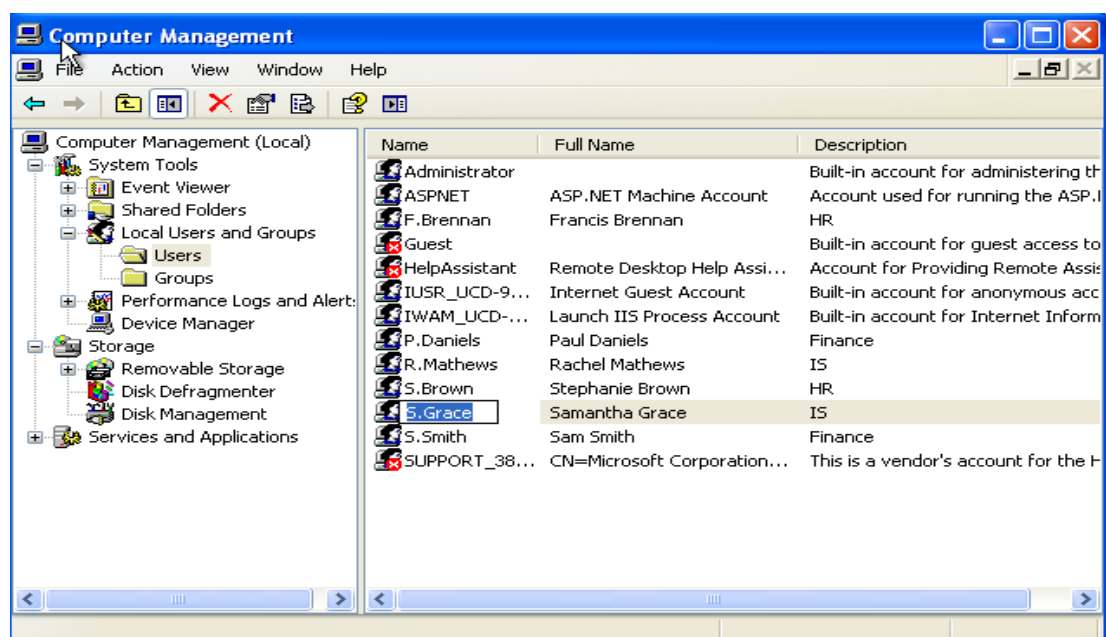 Computer Management
File Action View Window Help
Computer Management (Local)
System Tools
Event Viewer
Shared Folders
Local Users and Groups
Users
Groups
Performance Logs and Alert:
Device Manager
Storage
Removable Storage
Disk Defragmenter
Disk Management
Services and Applications
Name Full Name Description
Administrator Built-in account for administering th
ASPNET ASP.NET Machine Account Account used for running the ASP.
F.Brennan Francis Brennan HR
Guest Built-in account for guest access to
HelpAssistant Remote Desktop Help Assi... Account for Providing Remote Assis
IUSR_UCD-9... Internet Guest Account Built-in account for anonymous acc
IWAM_UCD-... Launch IIS Process Account Built-in account for Internet Inform
P.Daniels Paul Daniels Finance
R.Mathews Rachel Mathews IS
S.Brown Stephanie Brown HR
S.Grace Samantha Grace IS
S.Smith Sam Smith Finance
SUPPORT_38... CN=Microsoft Corporation... This is a vendor's account for the H